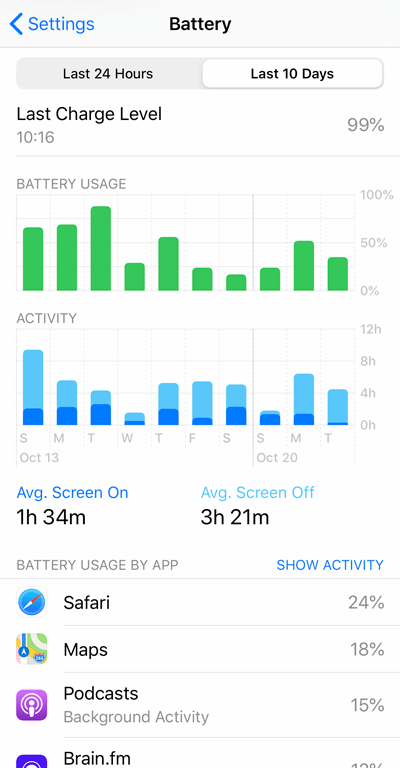 Settings
Battery
Last 24 Hours
Last 10 Days
Last Charge Level
10:16
99%
BATTERY USAGE
100%
50%
0%
ACTIVITY
12h
8h
4h
0h
S M T W T F S S M T
Oct 13 Oct 20
Avg. Screen On Avg. Screen Off
1h 34m 3h 21m
BATTERY USAGE BY APP SHOW ACTIVITY
Safari 24%
Maps 18%
Podcasts
Background Activity
15%
Brain.fm